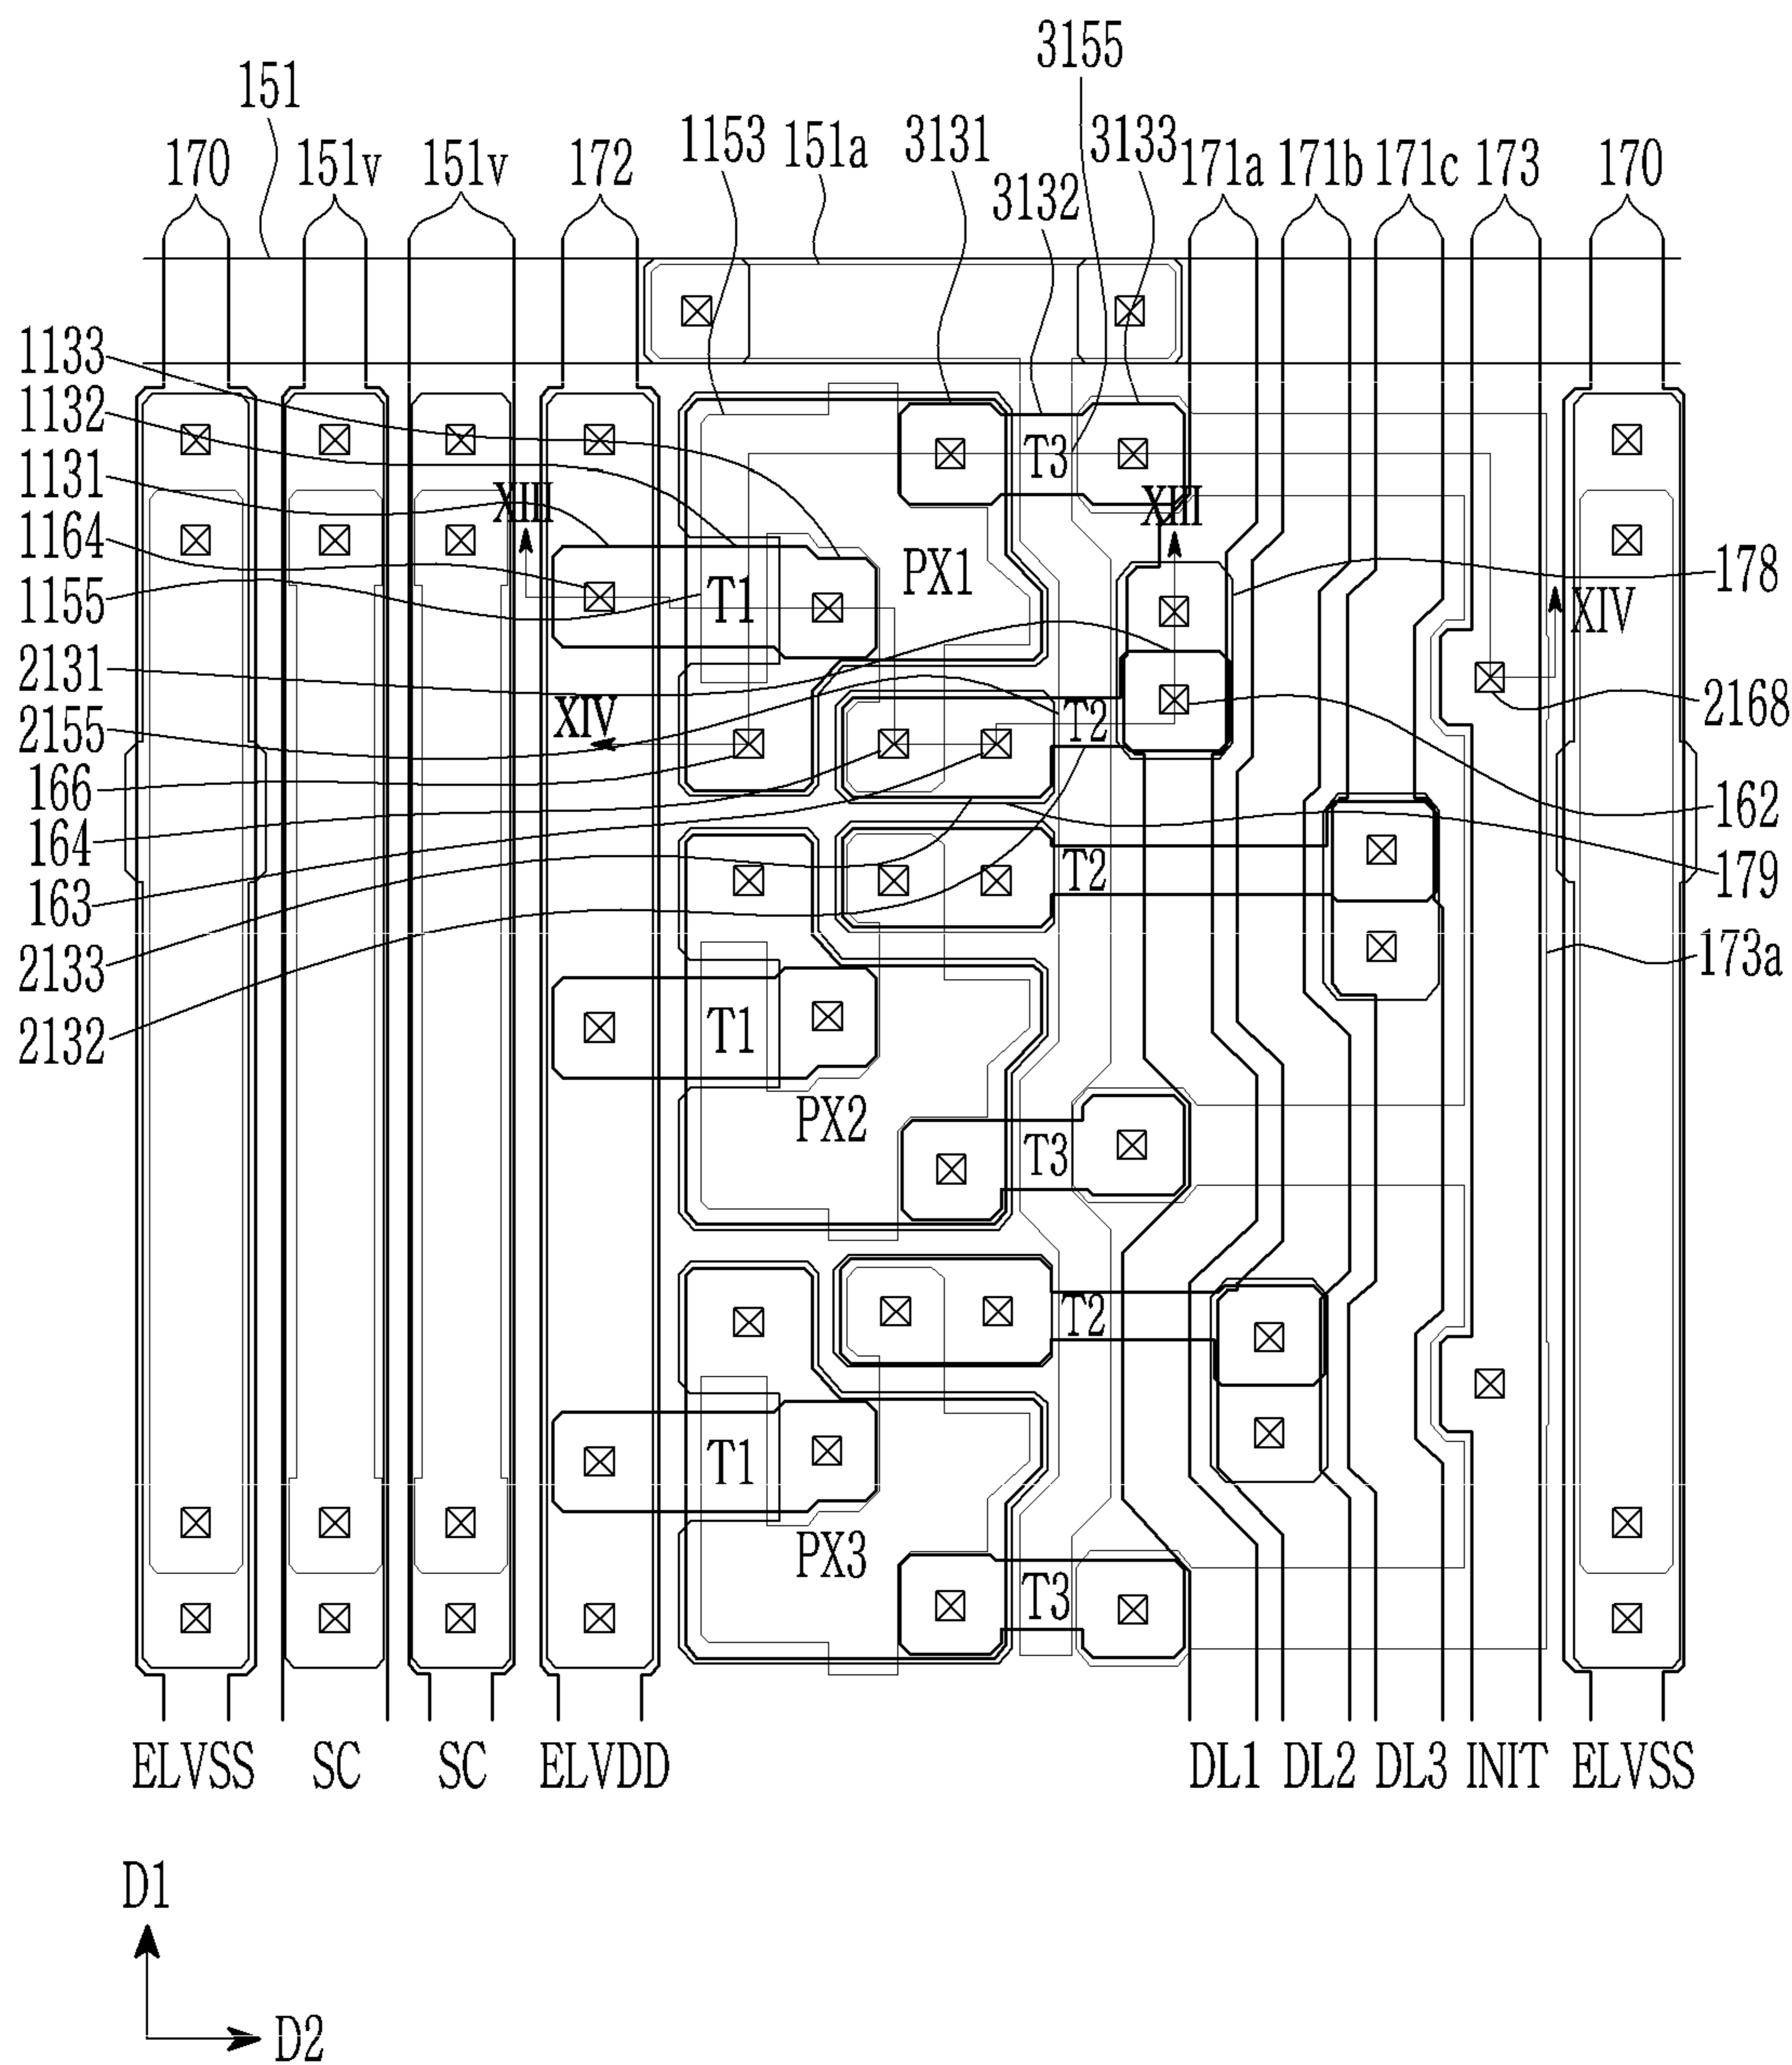 3155
151
1153
151a
3131
3133
170
151v
151v
172
3132
171a
171b
171c
173
170
1133
1132
1131
1164
1155
2131
2155
166
164
163
2133
2132
T3
XIII
XIII
PX1
T1
178
XIV
2168
XIV
T2
162
179
T2
173a
T1
PX2
T3
T2
T1
PX3
T3
ELVSS
SC
SC
ELVDD
DL1
DL2
DL3
INIT
ELVSS
D1
D2